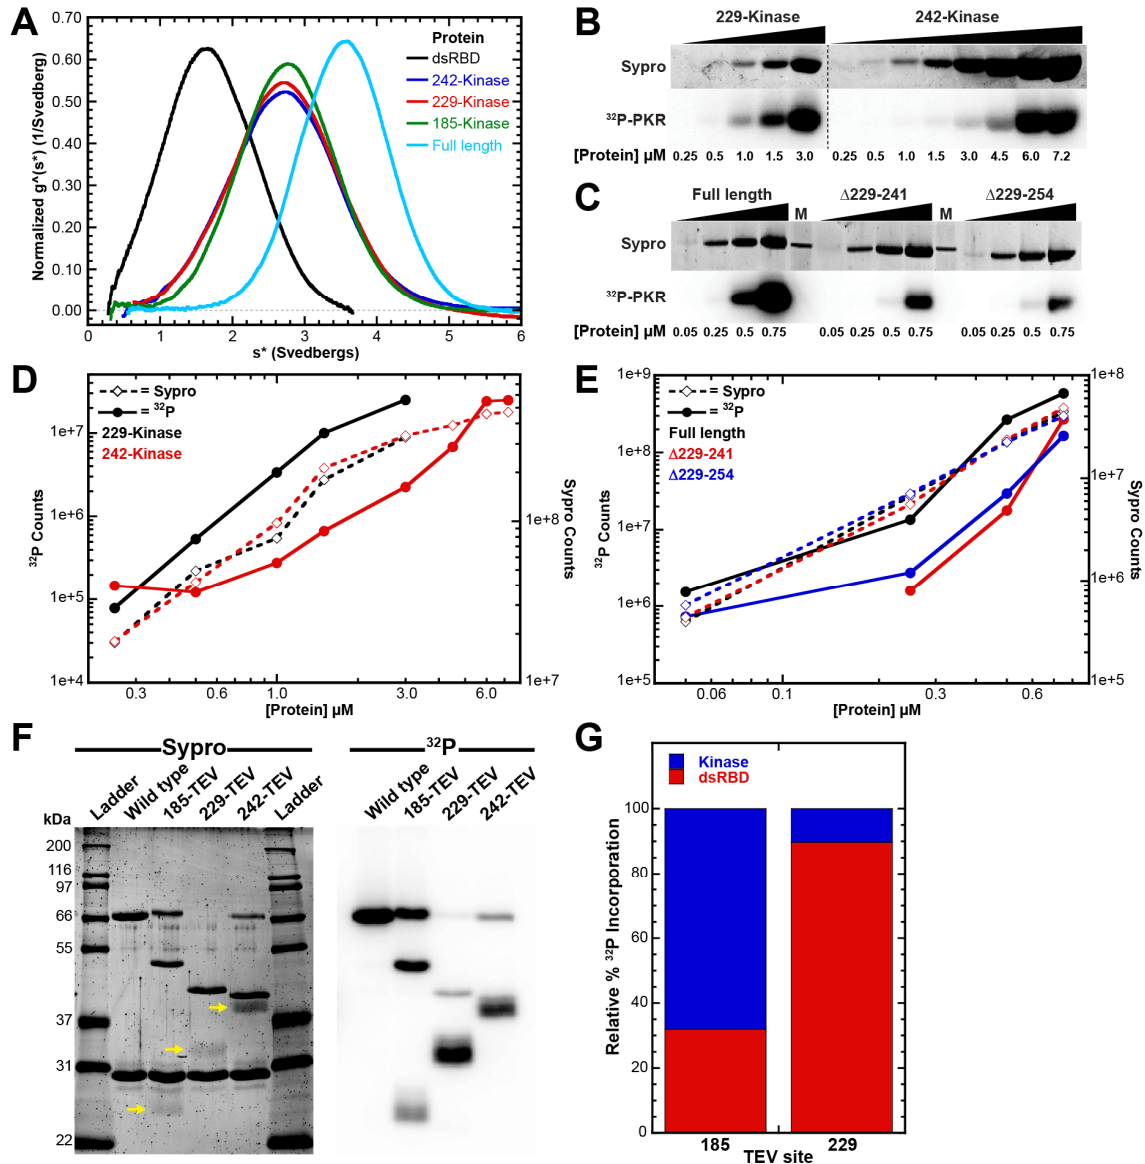 A
Normalized g^(s*) (1/Svedberg)
0.70
0.60
0.50
0.40
0.30
0.20
0.10
0.00
0 1 2 3 4 5 6
s* (Svedbergs)
Protein
dsRBD
242-Kinase
229-Kinase
185-Kinase
Full length
B
229-Kinase 242-Kinase
Sypro
32P-PKR
[Protein] µM 0.25 0.5 1.0 1.5 3.0 0.25 0.5 1.0 1.5 3.0 4.5 6.0 7.2
C
Full length M Δ229-241 M Δ229-254
Sypro
32P-PKR
[Protein] µM 0.05 0.25 0.5 0.75 0.05 0.25 0.5 0.75 0.05 0.25 0.5 0.75
D
= Sypro
= 32P
229-Kinase
242-Kinase
32P Counts
1e+7
1e+6
1e+5
1e+4
Sypro Counts
1e+8
1e+7
0.3 0.6 1.0 3.0 6.0
[Protein] µM
E
= Sypro
= 32P
Full length
Δ229-241
Δ229-254
32P Counts
1e+9
1e+8
1e+7
1e+6
1e+5
Sypro Counts
1e+8
1e+7
1e+6
1e+5
0.06 0.1 0.3 0.6
[Protein] µM
F
Sypro
Ladder Wild type 185-TEV 229-TEV 242-TEV Ladder
kDa
200
116
97
66
55
37
31
22
32P
Wild type 185-TEV 229-TEV 242-TEV
G
Kinase
dsRBD
Relative % 32P Incorporation
100
80
60
40
20
0
185 229
TEV site